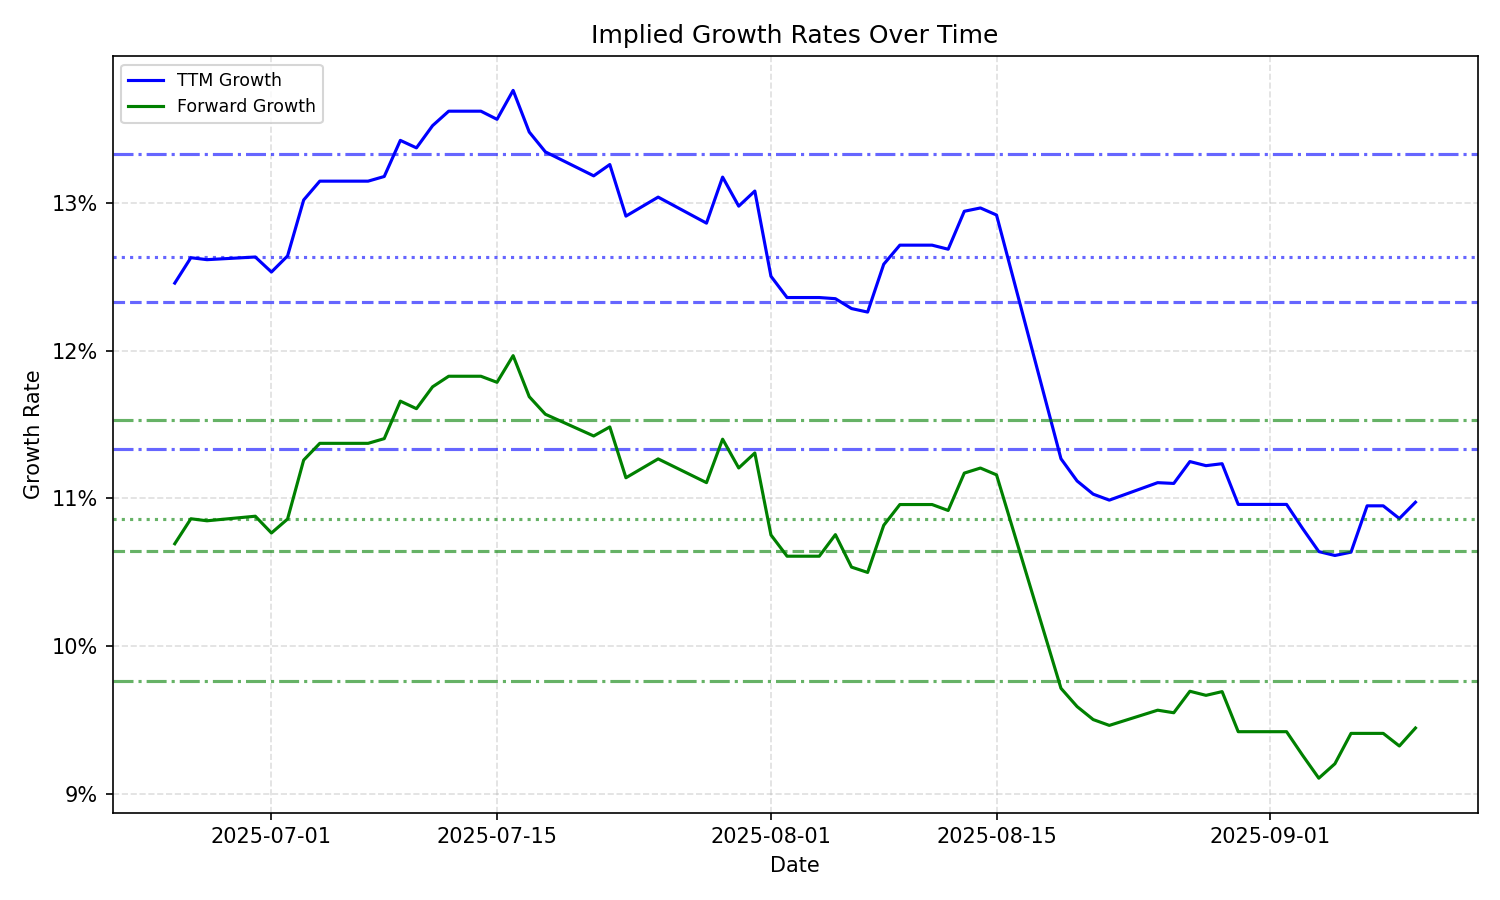 Implied Growth Rates Over Time
TTM Growth
Forward Growth
Growth Rate
13%
12%
11%
10%
9%
2025-07-01
2025-07-15
2025-08-01
2025-08-15
2025-09-01
Date